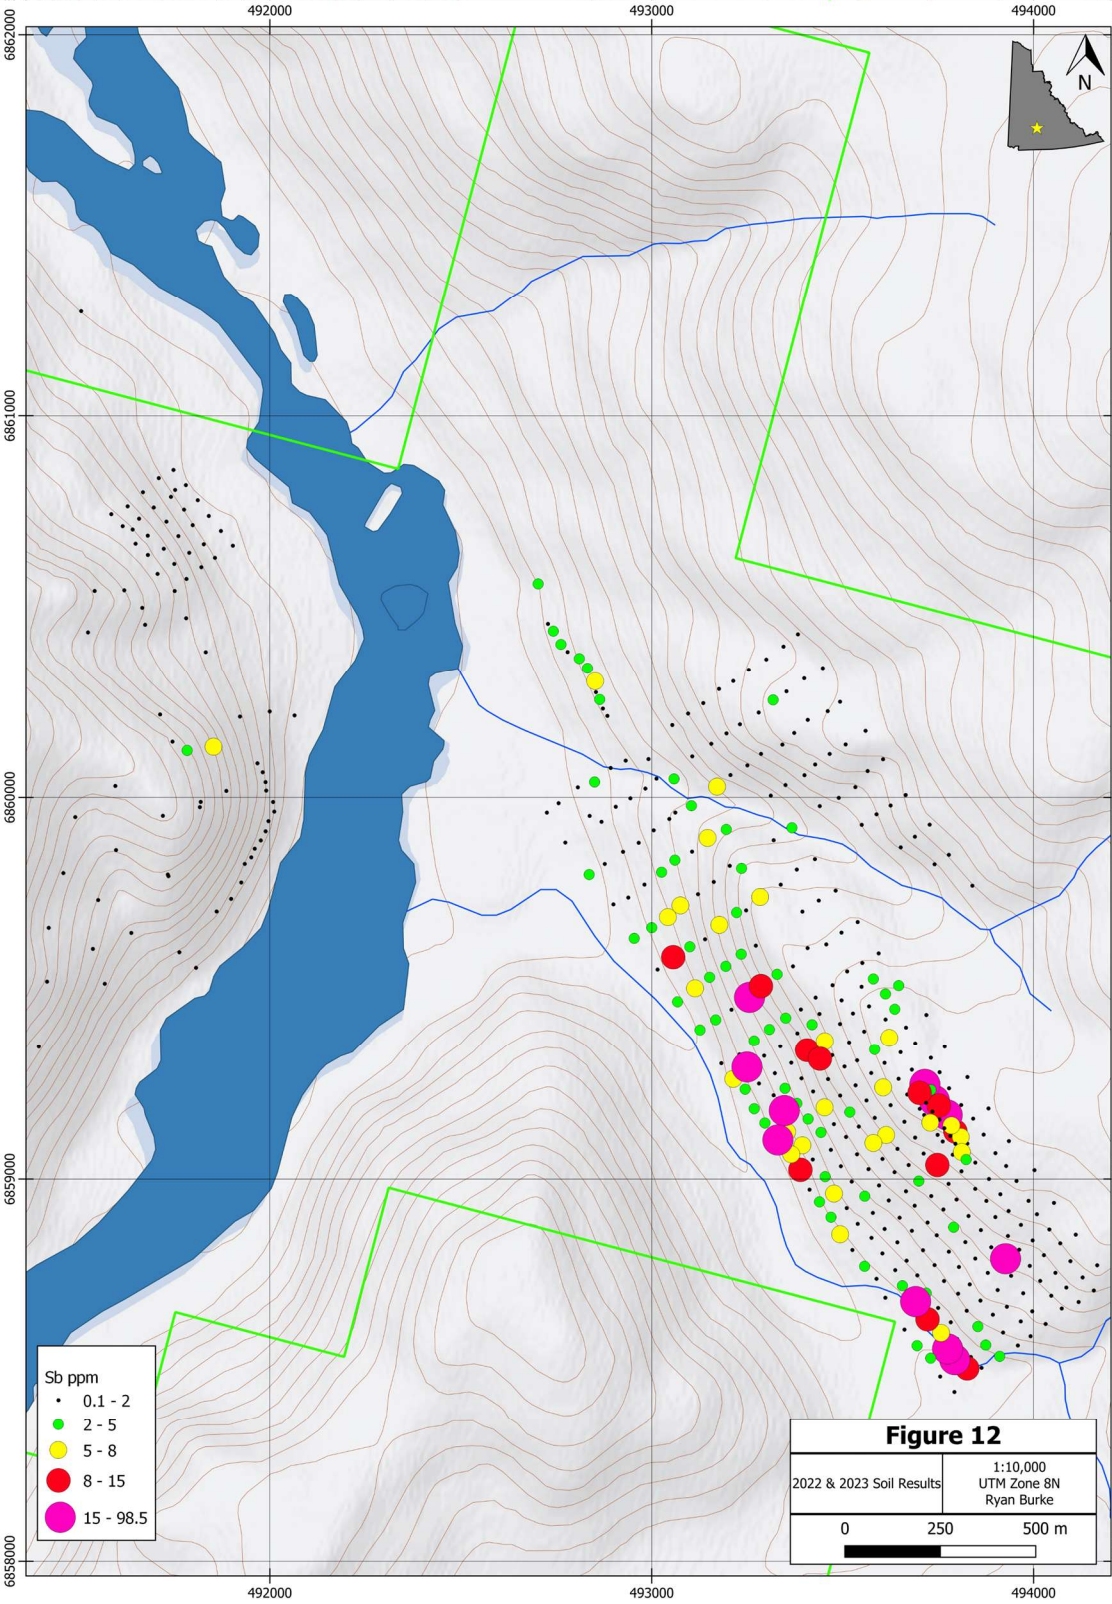 492000
493000
494000
6862000
N
6861000
6860000
6859000
6858000
Sb ppm
0.1 - 2
2 - 5
5 - 8
8 - 15
15 - 98.5
Figure 12
2022 & 2023 Soil Results
1:10,000
UTM Zone 8N
Ryan Burke
0
250
500 m
492000
493000
494000